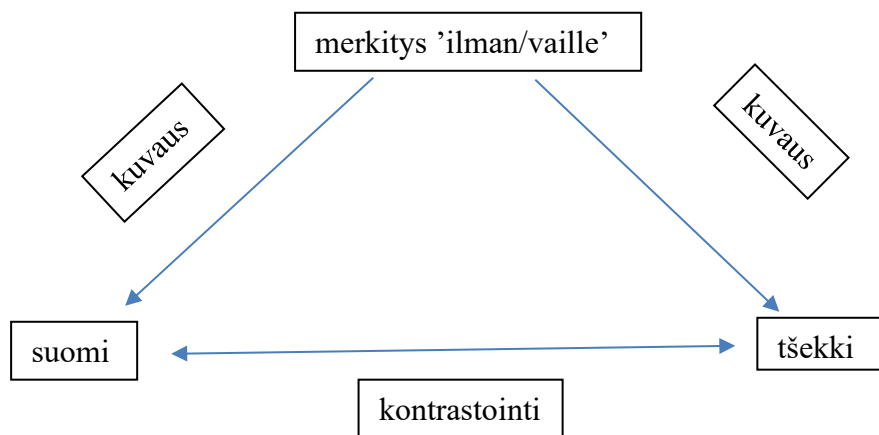 merkitys ’ilman/vaille’
kuvaus
kuvaus
suomi
tšekki
kontrastointi